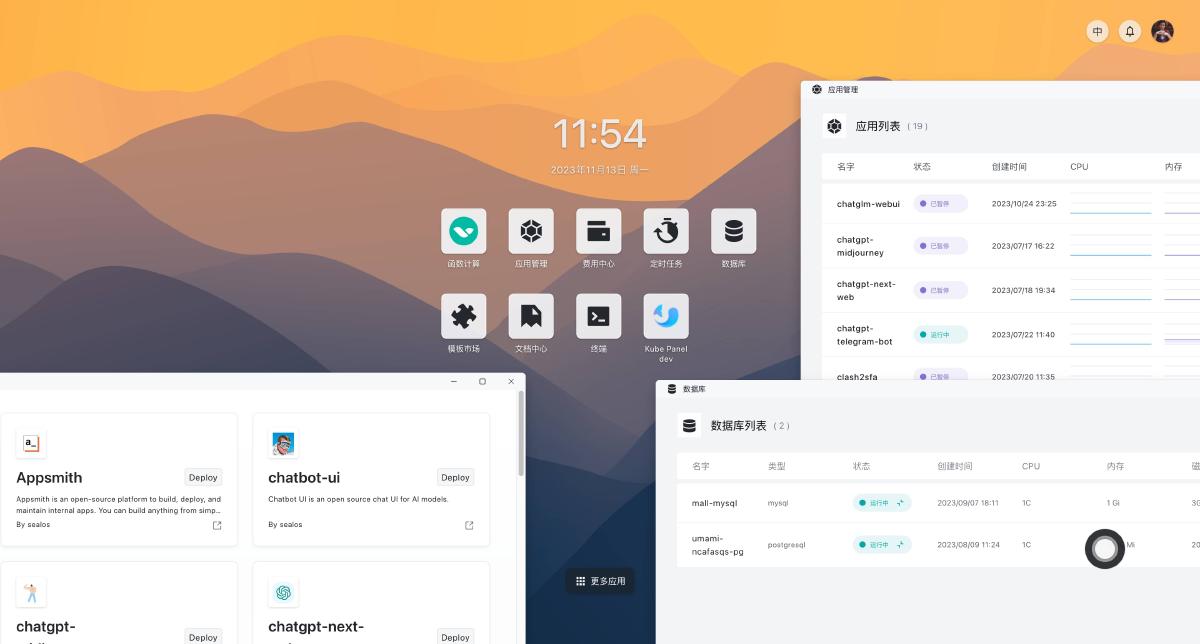 中
11:54
2023年11月13日 周一
函数计算
应用管理
费用中心
定时任务
数据库
模板市场
文档中心
终端
Kube Panel
dev
更多应用
应用管理
应用列表 ( 19 )
名字 状态 创建时间 CPU 内存
chatglm-webui 已暂停 2023/10/24 23:25
chatgpt-
midjourney
已暂停 2023/07/17 16:22
chatgpt-next-
web
已暂停 2023/07/18 19:34
chatgpt-
telegram-bot
运行中 2023/07/22 11:40
clash2sfa 已暂停 2023/07/20 11:35
Appsmith Deploy
Appsmith is an open-source platform to build, deploy, and
maintain internal apps. You can build anything from simp...
By sealos
chatbot-ui Deploy
Chatbot UI is an open source chat UI for AI models.
By sealos
chatgpt-
Deploy
chatgpt-next-
Deploy
数据库
数据库列表 ( 2 )
名字 类型 状态 创建时间 CPU 内存
mall-mysql mysql 运行中 2023/09/07 18:11 1C 1 Gi
umami-
ncafasqs-pg
postgresql 运行中 2023/08/09 11:24 1C Mi